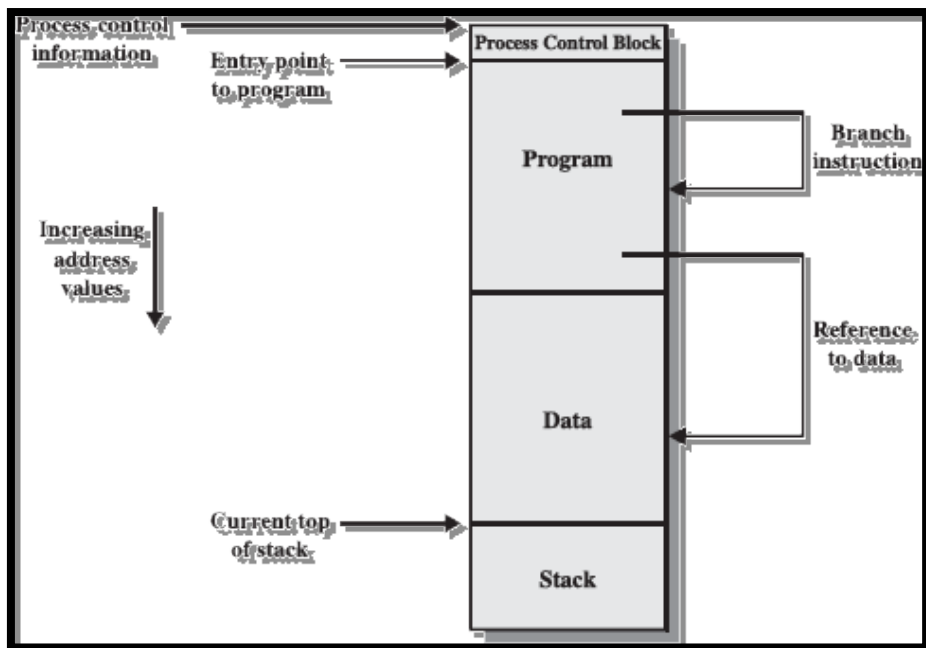 Process control
information
Process Control Block
Entry point
to program
Program
Branch
instruction
Increasing
address
values
Reference
to data
Data
Current top
of stack
Stack